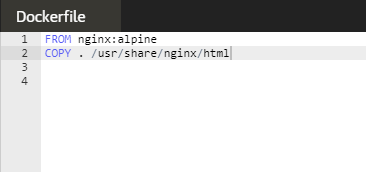 Dockerfile
1 FROM nginx:alpine
2 COPY . /usr/share/nginx/html
3
4